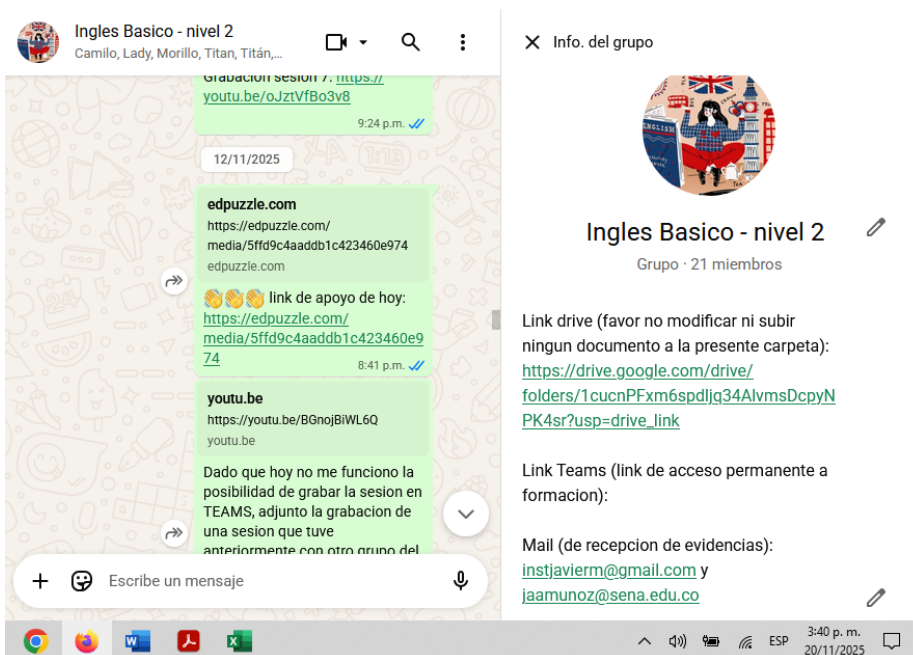 Ingles Basico - nivel 2
Camilo, Lady, Morillo, Titan, Titán,...
Grabacion sesion 7: https://
youtu.be/oJztVfBo3v8
9:24 p.m.
12/11/2025
edpuzzle.com
https://edpuzzle.com/
media/5ffd9c4aaddb1c423460e974
edpuzzle.com
👏👏👏 link de apoyo de hoy:
https://edpuzzle.com/
media/5ffd9c4aaddb1c423460e9
74
8:41 p.m.
youtu.be
https://youtu.be/BGnojBiWL6Q
youtu.be
Dado que hoy no me funciono la
posibilidad de grabar la sesion en
TEAMS, adjunto la grabacion de
una sesion que tuve
anteriormente con otro grupo del
Escribe un mensaje
Info. del grupo
ENGLISH
Ingles Basico - nivel 2
Grupo · 21 miembros
Link drive (favor no modificar ni subir
ningun documento a la presente carpeta):
https://drive.google.com/drive/
folders/1cucnPFxm6spdljq34AlvmsDcpyN
PK4sr?usp=drive_link
Link Teams (link de acceso permanente a
formacion):
Mail (de recepcion de evidencias):
instjavierm@gmail.com y
jaamunoz@sena.edu.co
ESP
3:40 p. m.
20/11/2025